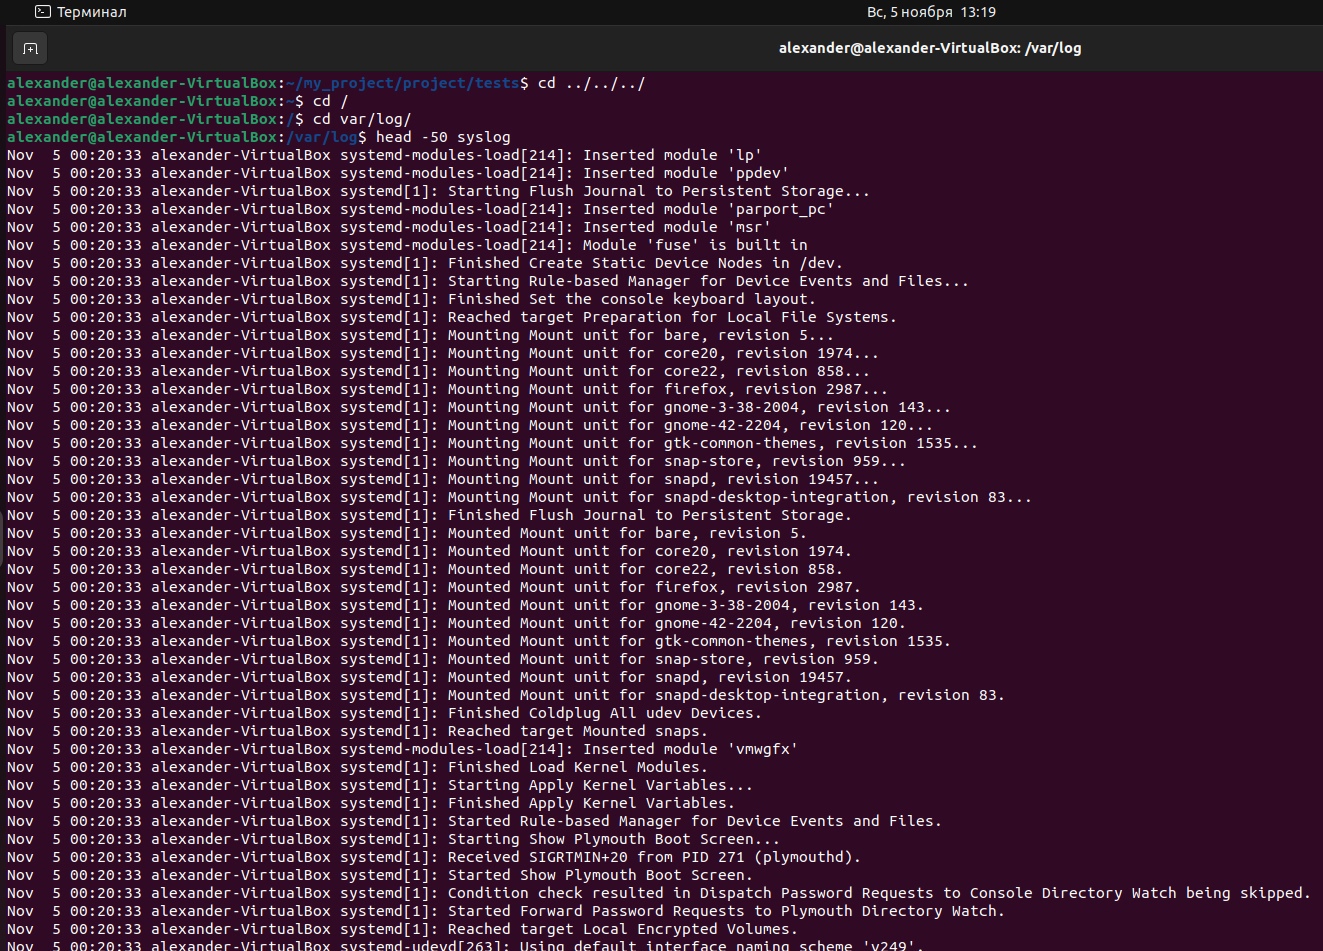 Терминал
Вс, 5 ноября 13:19
alexander@alexander-VirtualBox: /var/log
alexander@alexander-VirtualBox:~/my_project/project/tests$ cd ../../../
alexander@alexander-VirtualBox:~$ cd /
alexander@alexander-VirtualBox:/$ cd var/log/
alexander@alexander-VirtualBox:/var/log$ head -50 syslog
Nov  5 00:20:33 alexander-VirtualBox systemd-modules-load[214]: Inserted module 'lp'
Nov  5 00:20:33 alexander-VirtualBox systemd-modules-load[214]: Inserted module 'ppdev'
Nov  5 00:20:33 alexander-VirtualBox systemd[1]: Starting Flush Journal to Persistent Storage...
Nov  5 00:20:33 alexander-VirtualBox systemd-modules-load[214]: Inserted module 'parport_pc'
Nov  5 00:20:33 alexander-VirtualBox systemd-modules-load[214]: Inserted module 'msr'
Nov  5 00:20:33 alexander-VirtualBox systemd-modules-load[214]: Module 'fuse' is built in
Nov  5 00:20:33 alexander-VirtualBox systemd[1]: Finished Create Static Device Nodes in /dev.
Nov  5 00:20:33 alexander-VirtualBox systemd[1]: Starting Rule-based Manager for Device Events and Files...
Nov  5 00:20:33 alexander-VirtualBox systemd[1]: Finished Set the console keyboard layout.
Nov  5 00:20:33 alexander-VirtualBox systemd[1]: Reached target Preparation for Local File Systems.
Nov  5 00:20:33 alexander-VirtualBox systemd[1]: Mounting Mount unit for bare, revision 5...
Nov  5 00:20:33 alexander-VirtualBox systemd[1]: Mounting Mount unit for core20, revision 1974...
Nov  5 00:20:33 alexander-VirtualBox systemd[1]: Mounting Mount unit for core22, revision 858...
Nov  5 00:20:33 alexander-VirtualBox systemd[1]: Mounting Mount unit for firefox, revision 2987...
Nov  5 00:20:33 alexander-VirtualBox systemd[1]: Mounting Mount unit for gnome-3-38-2004, revision 143...
Nov  5 00:20:33 alexander-VirtualBox systemd[1]: Mounting Mount unit for gnome-42-2204, revision 120...
Nov  5 00:20:33 alexander-VirtualBox systemd[1]: Mounting Mount unit for gtk-common-themes, revision 1535...
Nov  5 00:20:33 alexander-VirtualBox systemd[1]: Mounting Mount unit for snap-store, revision 959...
Nov  5 00:20:33 alexander-VirtualBox systemd[1]: Mounting Mount unit for snapd, revision 19457...
Nov  5 00:20:33 alexander-VirtualBox systemd[1]: Mounting Mount unit for snapd-desktop-integration, revision 83...
Nov  5 00:20:33 alexander-VirtualBox systemd[1]: Finished Flush Journal to Persistent Storage.
Nov  5 00:20:33 alexander-VirtualBox systemd[1]: Mounted Mount unit for bare, revision 5.
Nov  5 00:20:33 alexander-VirtualBox systemd[1]: Mounted Mount unit for core20, revision 1974.
Nov  5 00:20:33 alexander-VirtualBox systemd[1]: Mounted Mount unit for core22, revision 858.
Nov  5 00:20:33 alexander-VirtualBox systemd[1]: Mounted Mount unit for firefox, revision 2987.
Nov  5 00:20:33 alexander-VirtualBox systemd[1]: Mounted Mount unit for gnome-3-38-2004, revision 143.
Nov  5 00:20:33 alexander-VirtualBox systemd[1]: Mounted Mount unit for gnome-42-2204, revision 120.
Nov  5 00:20:33 alexander-VirtualBox systemd[1]: Mounted Mount unit for gtk-common-themes, revision 1535.
Nov  5 00:20:33 alexander-VirtualBox systemd[1]: Mounted Mount unit for snap-store, revision 959.
Nov  5 00:20:33 alexander-VirtualBox systemd[1]: Mounted Mount unit for snapd, revision 19457.
Nov  5 00:20:33 alexander-VirtualBox systemd[1]: Mounted Mount unit for snapd-desktop-integration, revision 83.
Nov  5 00:20:33 alexander-VirtualBox systemd[1]: Finished Coldplug All udev Devices.
Nov  5 00:20:33 alexander-VirtualBox systemd[1]: Reached target Mounted snaps.
Nov  5 00:20:33 alexander-VirtualBox systemd-modules-load[214]: Inserted module 'vmwgfx'
Nov  5 00:20:33 alexander-VirtualBox systemd[1]: Finished Load Kernel Modules.
Nov  5 00:20:33 alexander-VirtualBox systemd[1]: Starting Apply Kernel Variables...
Nov  5 00:20:33 alexander-VirtualBox systemd[1]: Finished Apply Kernel Variables.
Nov  5 00:20:33 alexander-VirtualBox systemd[1]: Started Rule-based Manager for Device Events and Files.
Nov  5 00:20:33 alexander-VirtualBox systemd[1]: Starting Show Plymouth Boot Screen...
Nov  5 00:20:33 alexander-VirtualBox systemd[1]: Received SIGRTMIN+20 from PID 271 (plymouthd).
Nov  5 00:20:33 alexander-VirtualBox systemd[1]: Started Show Plymouth Boot Screen.
Nov  5 00:20:33 alexander-VirtualBox systemd[1]: Condition check resulted in Dispatch Password Requests to Console Directory Watch being skipped.
Nov  5 00:20:33 alexander-VirtualBox systemd[1]: Started Forward Password Requests to Plymouth Directory Watch.
Nov  5 00:20:33 alexander-VirtualBox systemd[1]: Reached target Local Encrypted Volumes.
Nov  5 00:20:33 alexander-VirtualBox systemd-udevd[263]: Using default interface naming scheme 'v249'.